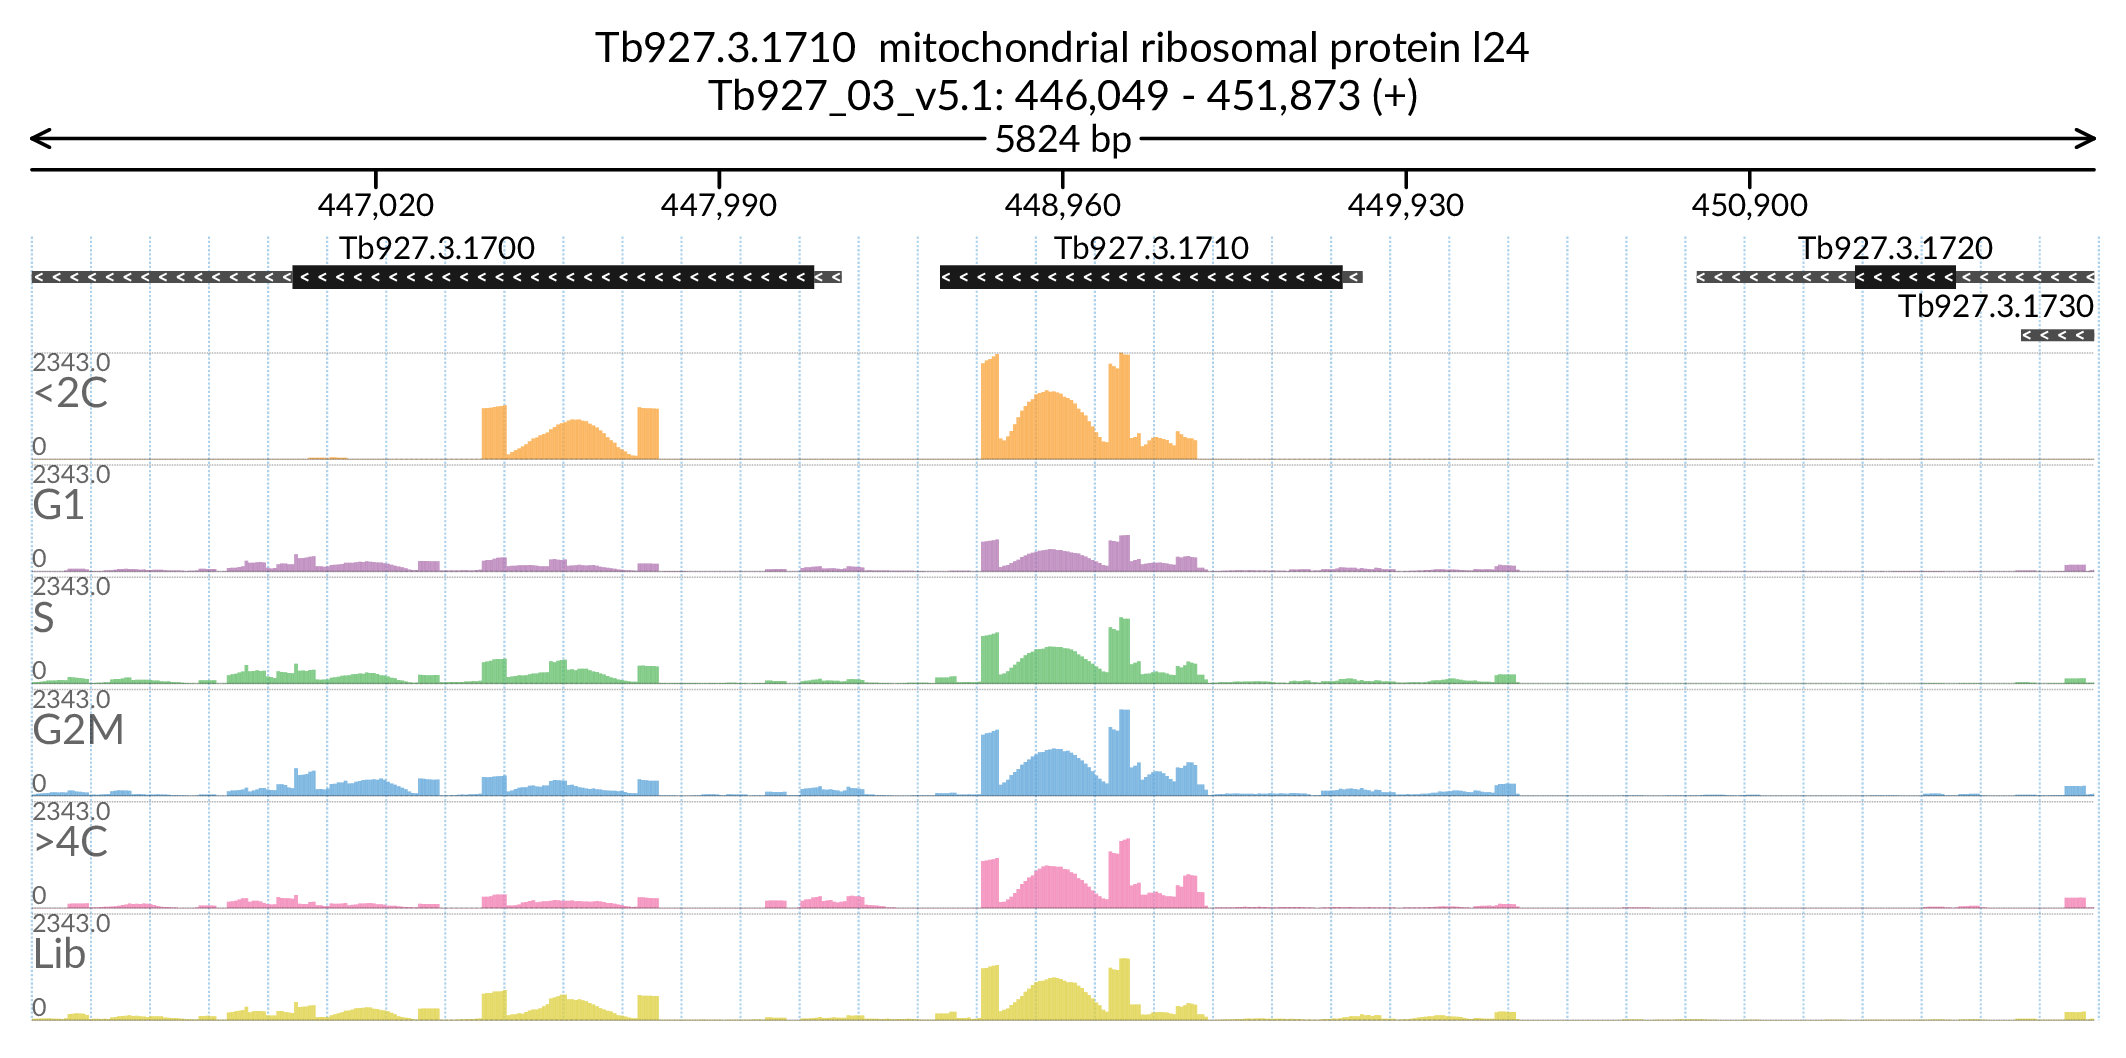 Tb927.3.1710 mitochondrial ribosomal protein l24
Tb927_03_v5.1: 446,049 - 451,873 (+)
5824 bp
447,020 447,990 448,960 449,930 450,900
Tb927.3.1700 Tb927.3.1710 Tb927.3.1720
Tb927.3.1730
2343.0
<2C
0
2343.0
G1
0
2343.0
S
0
2343.0
G2M
0
2343.0
>4C
0
2343.0
Lib
0